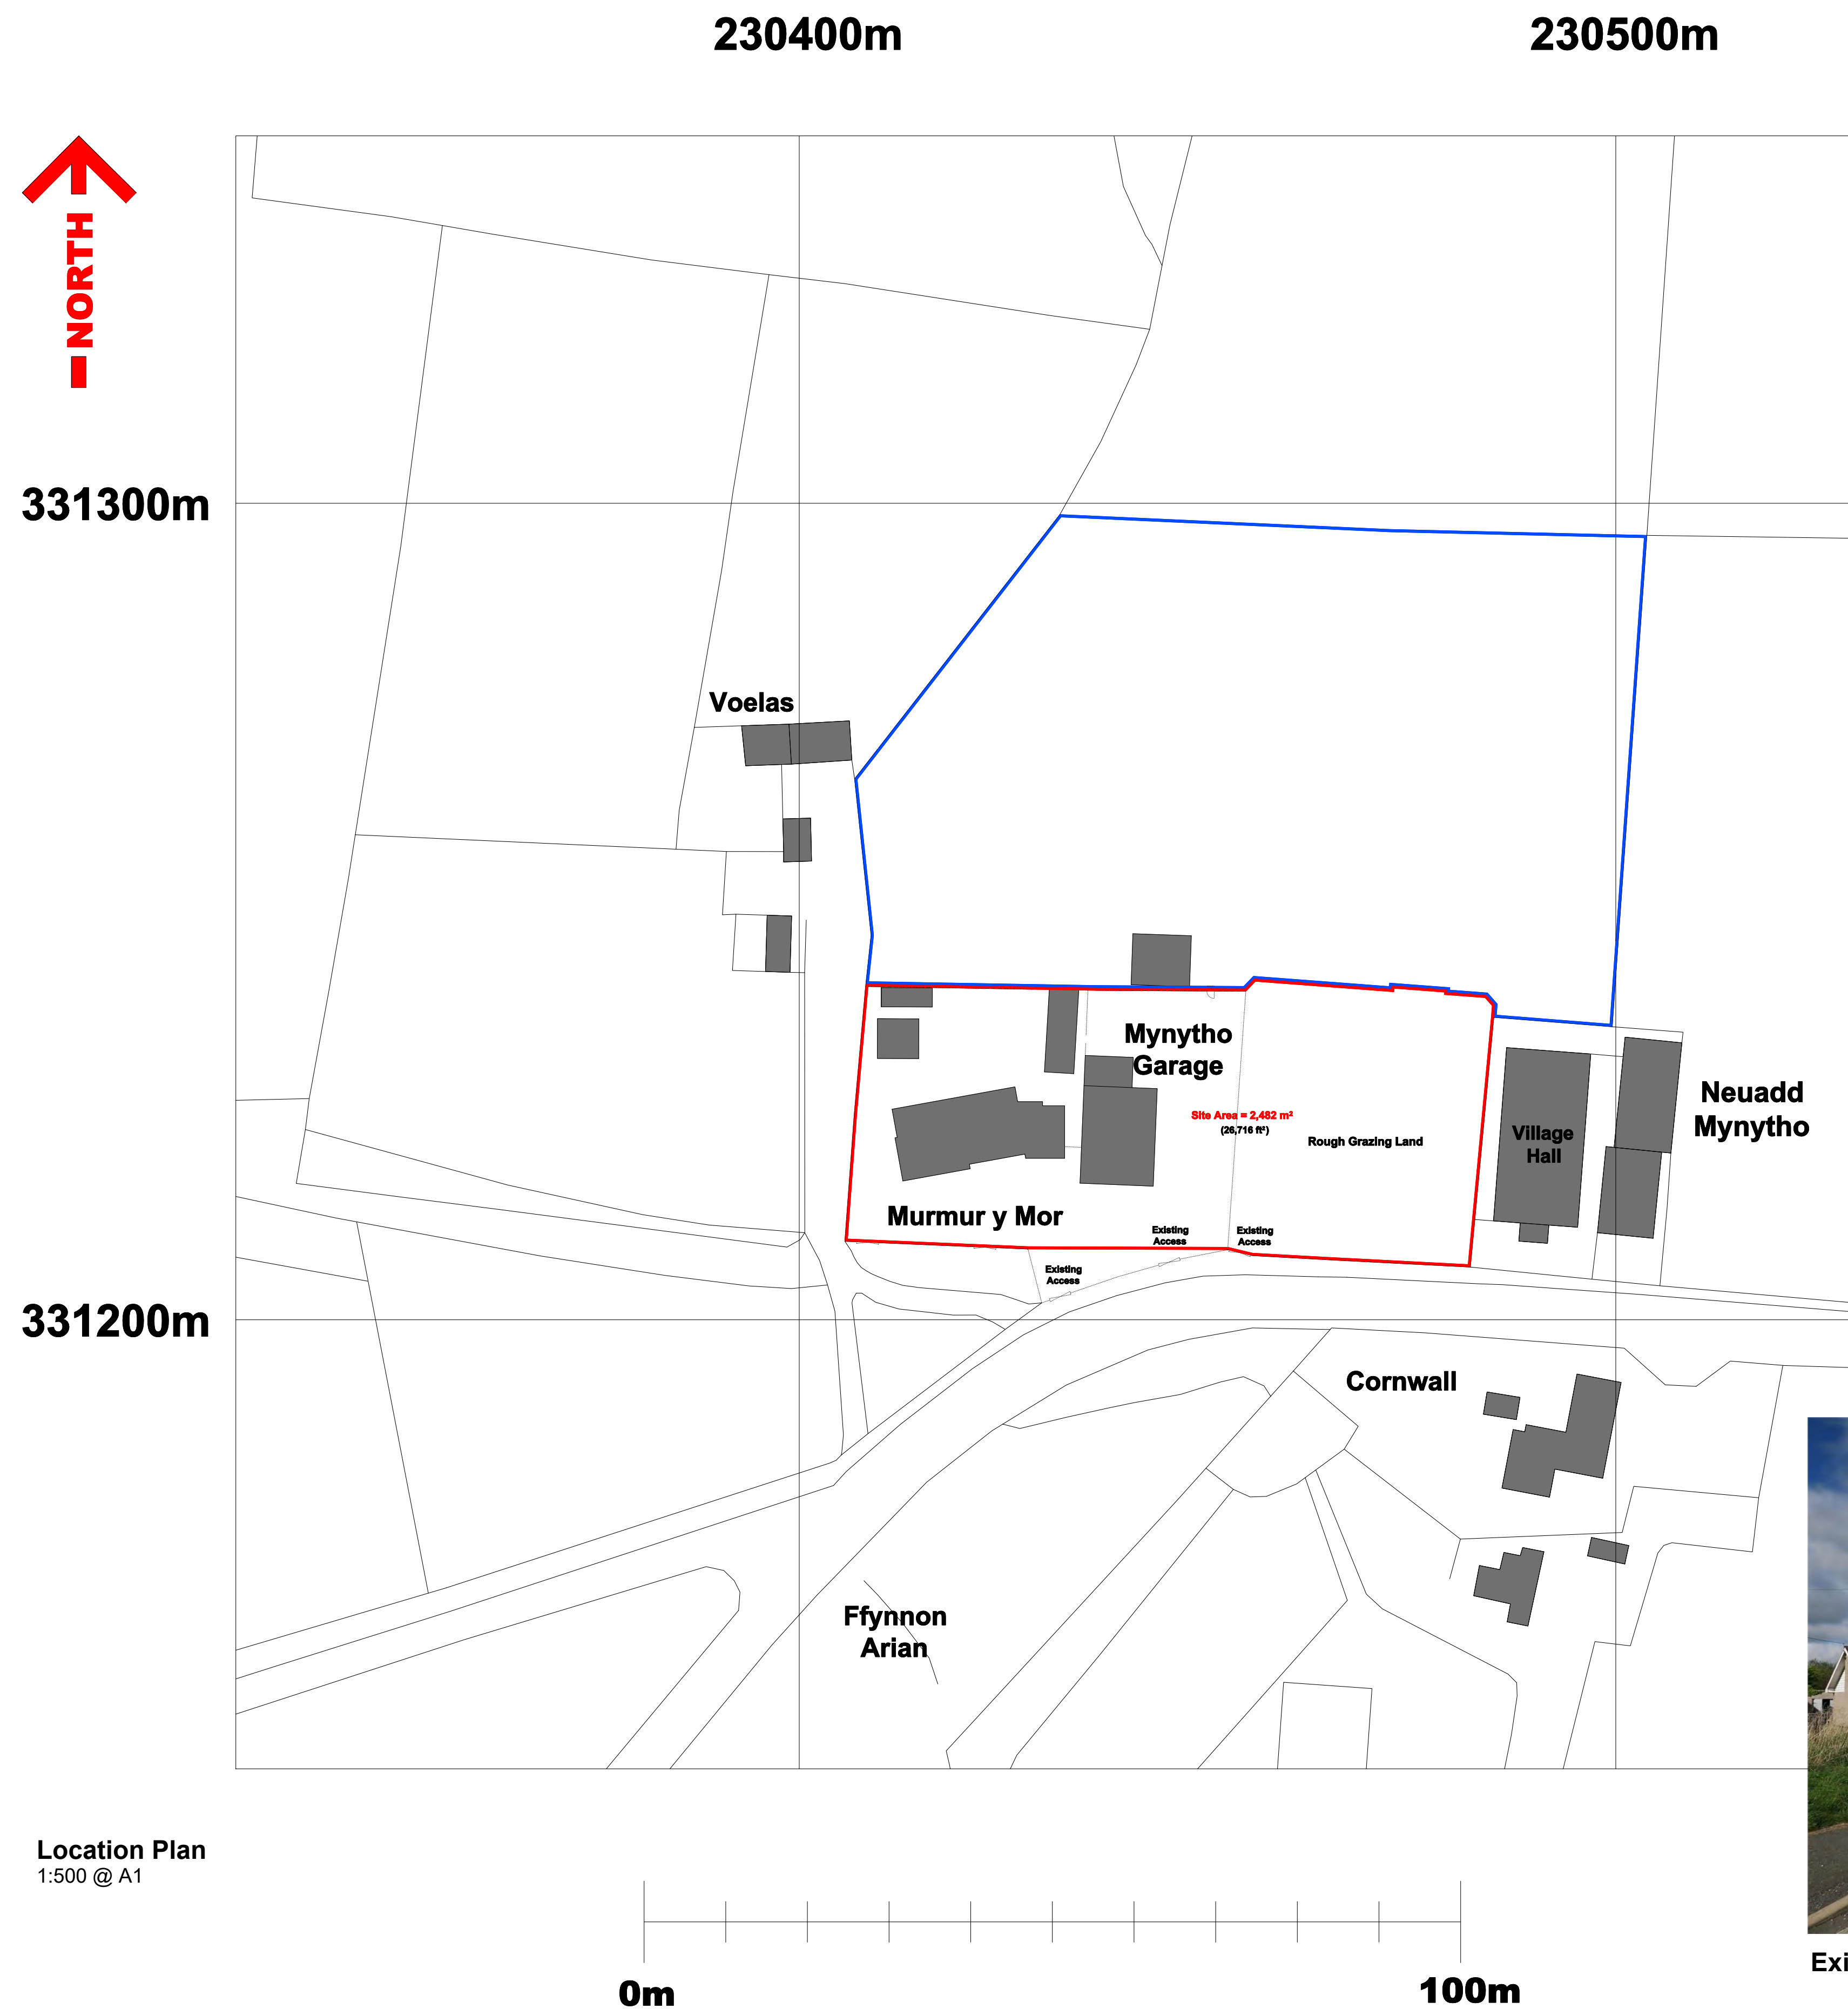 230400m
230500m
NORTH
331300m
Voelas
Mynytho
Garage
Neuadd
Mynytho
Site Area = 2,482 m²
(26,716 ft²)
Rough Grazing Land
Village
Hall
Murmur y Mor
Existing
Access
Existing
Access
Existing
Access
331200m
Cornwall
Ffynnon
Arian
Location Plan
1:500 @ A1
0m
100m
Exi